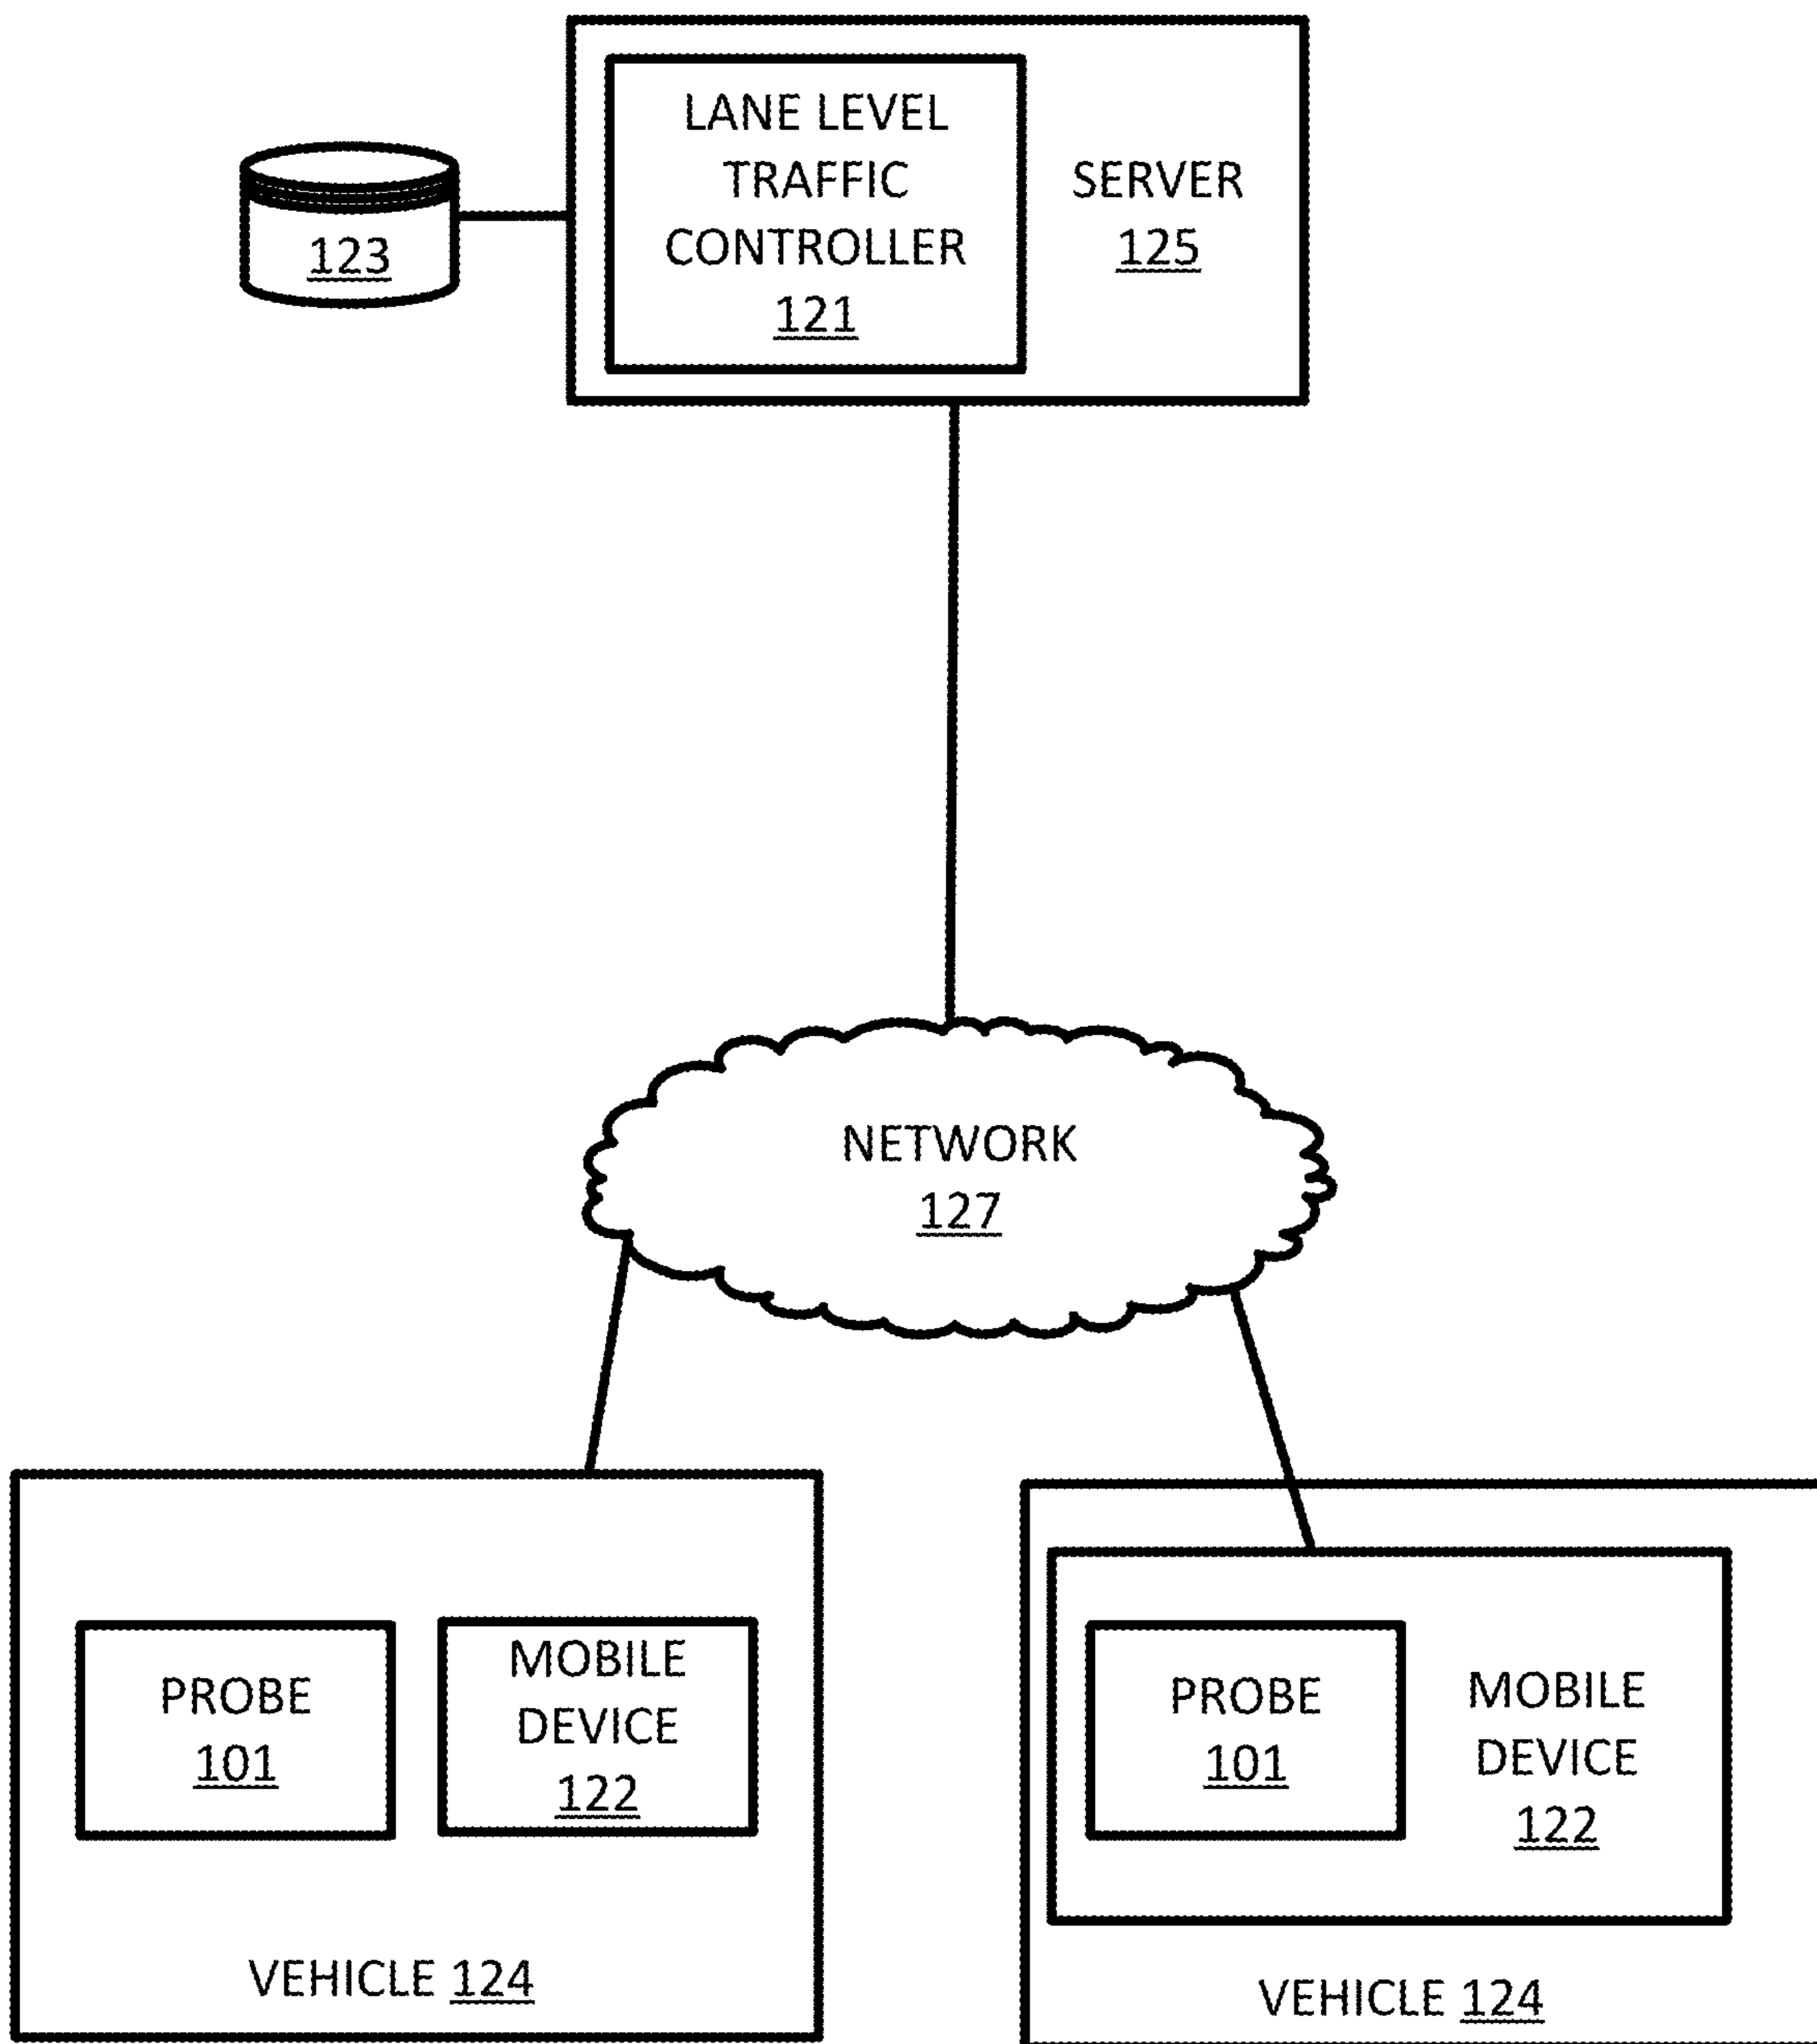 LANE LEVEL
TRAFFIC
CONTROLLER
121
SERVER
125
123
NETWORK
127
PROBE
101
MOBILE
DEVICE
122
VEHICLE 124
PROBE
101
MOBILE
DEVICE
122
VEHICLE 124